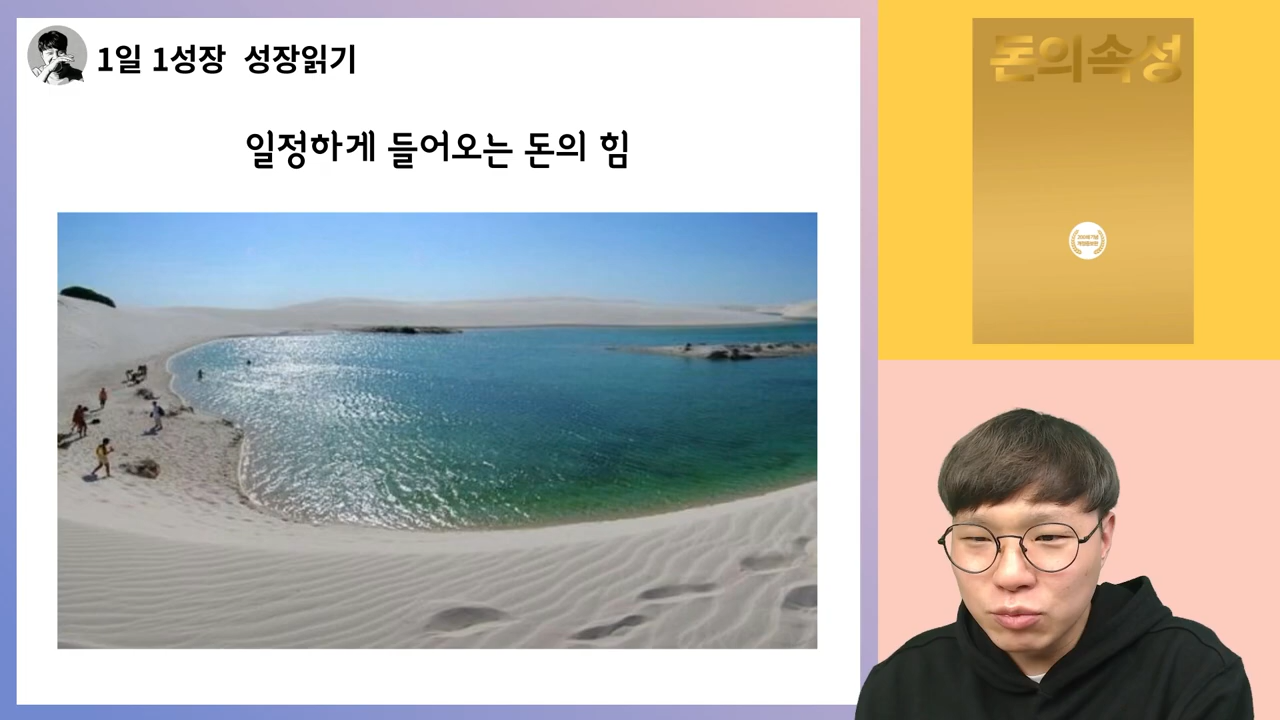 1일 1성장 성장읽기
일정하게 들어오는 돈의 힘
돈의속성